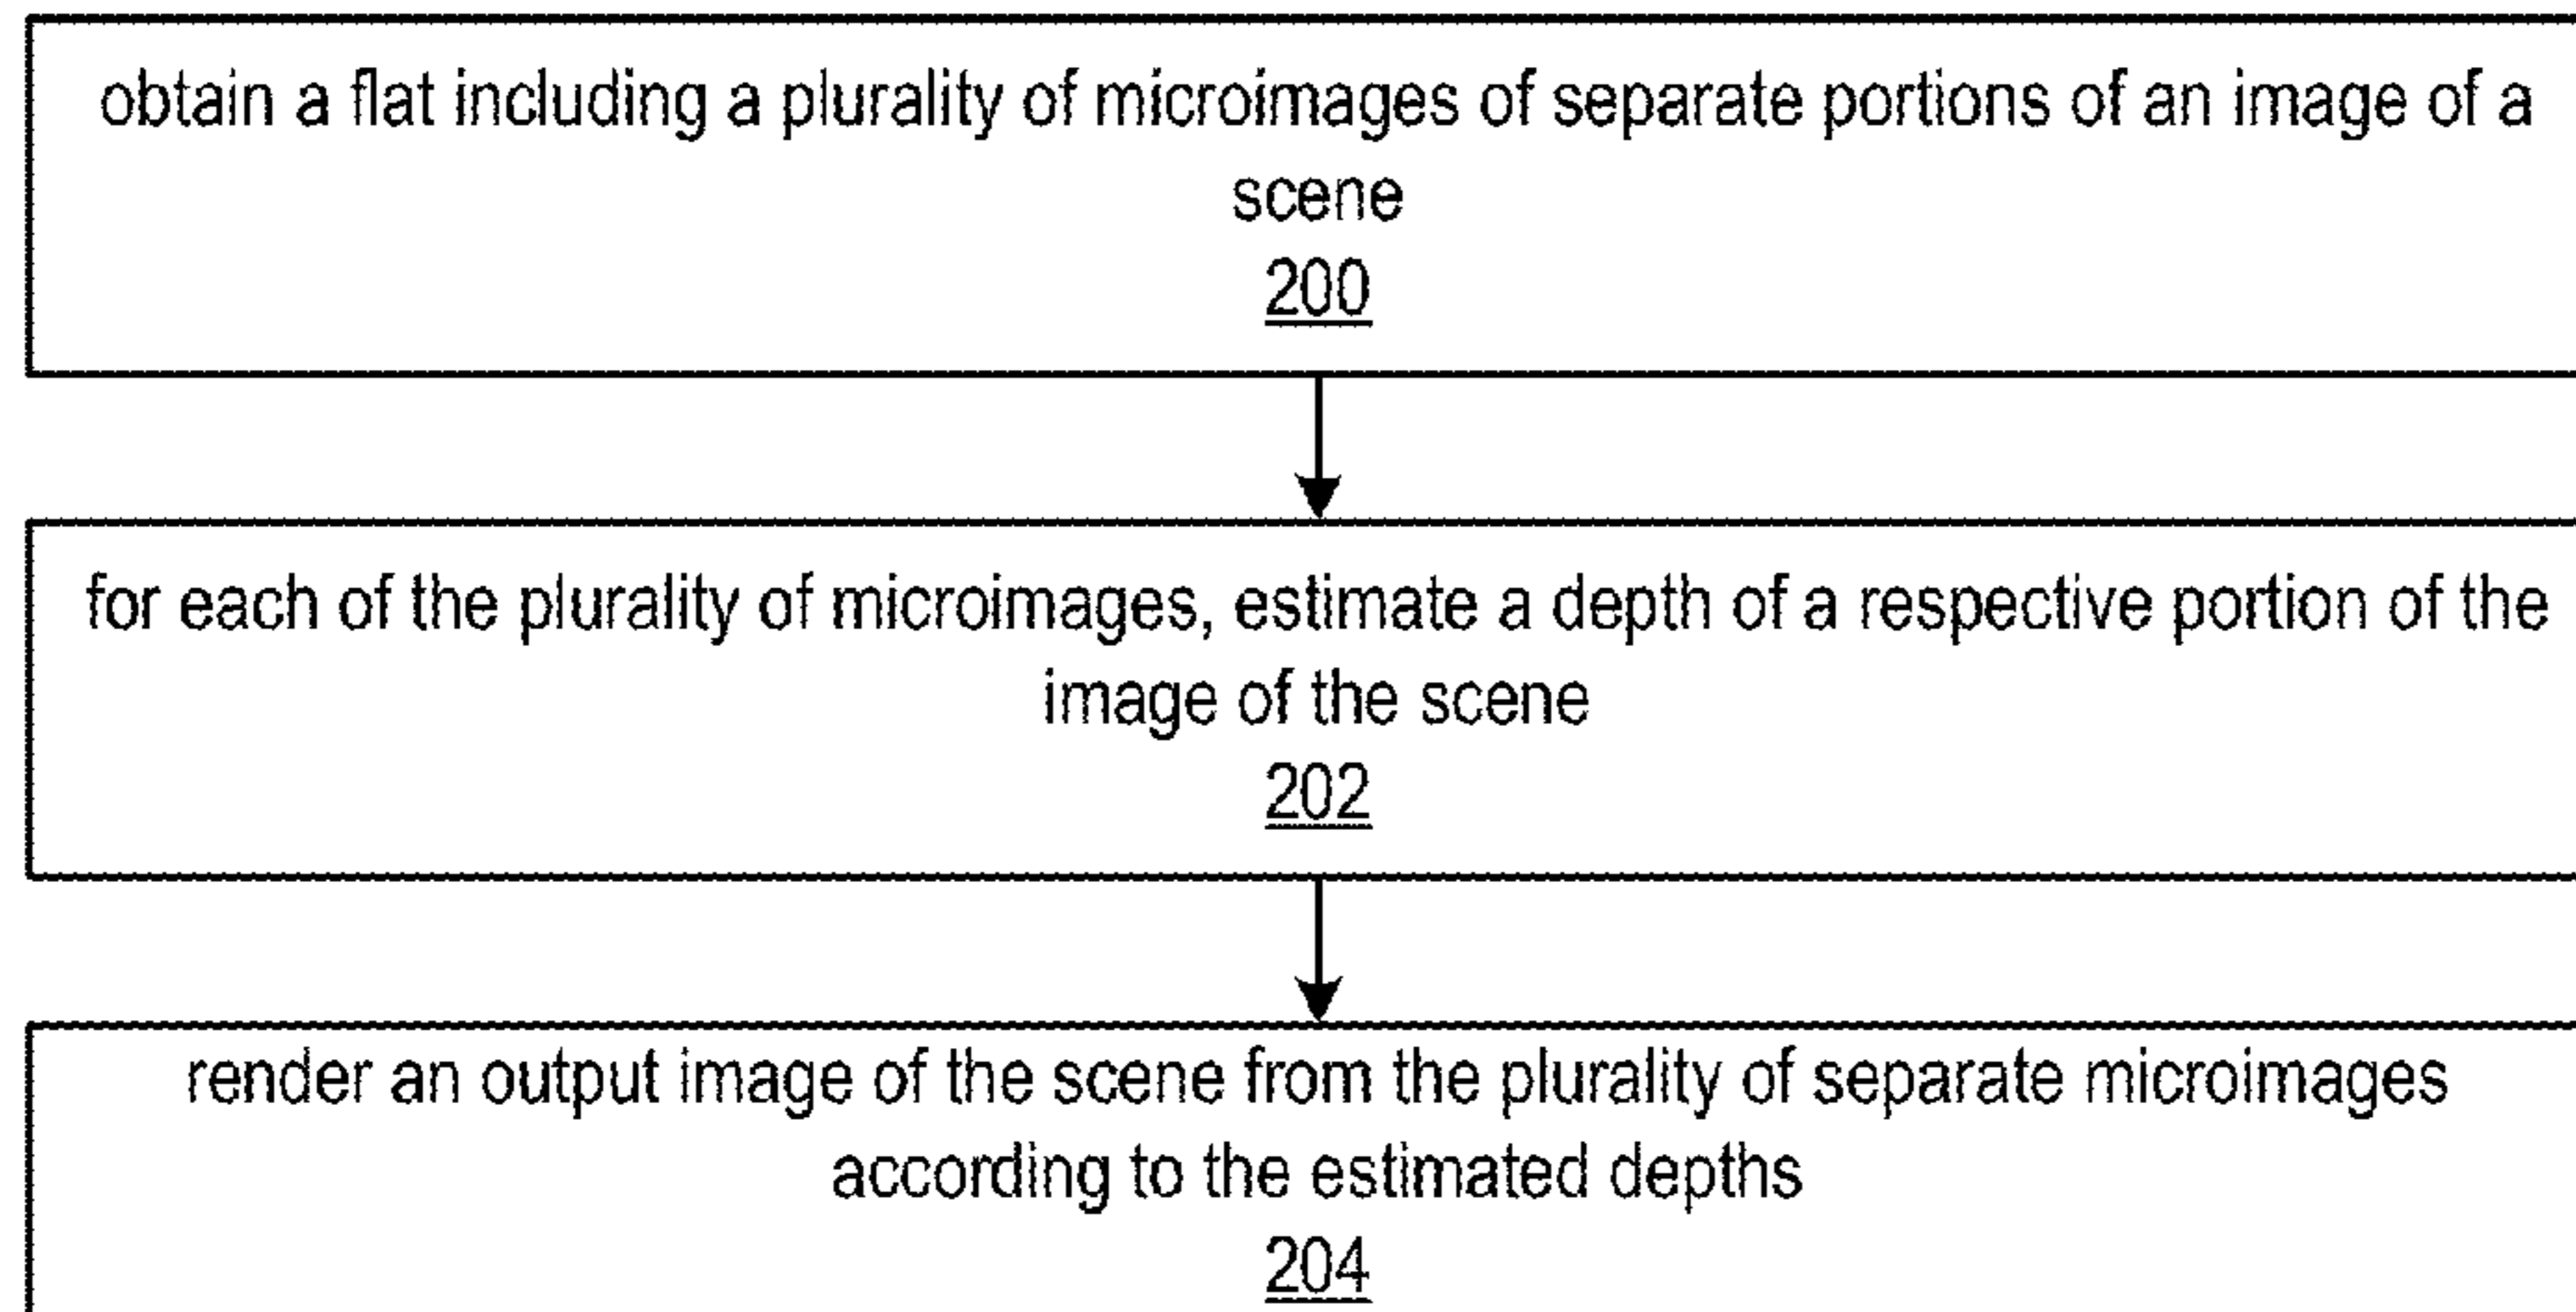 obtain a flat including a plurality of microimages of separate portions of an image of a
scene
200
for each of the plurality of microimages, estimate a depth of a respective portion of the
image of the scene
202
render an output image of the scene from the plurality of separate microimages
according to the estimated depths
204